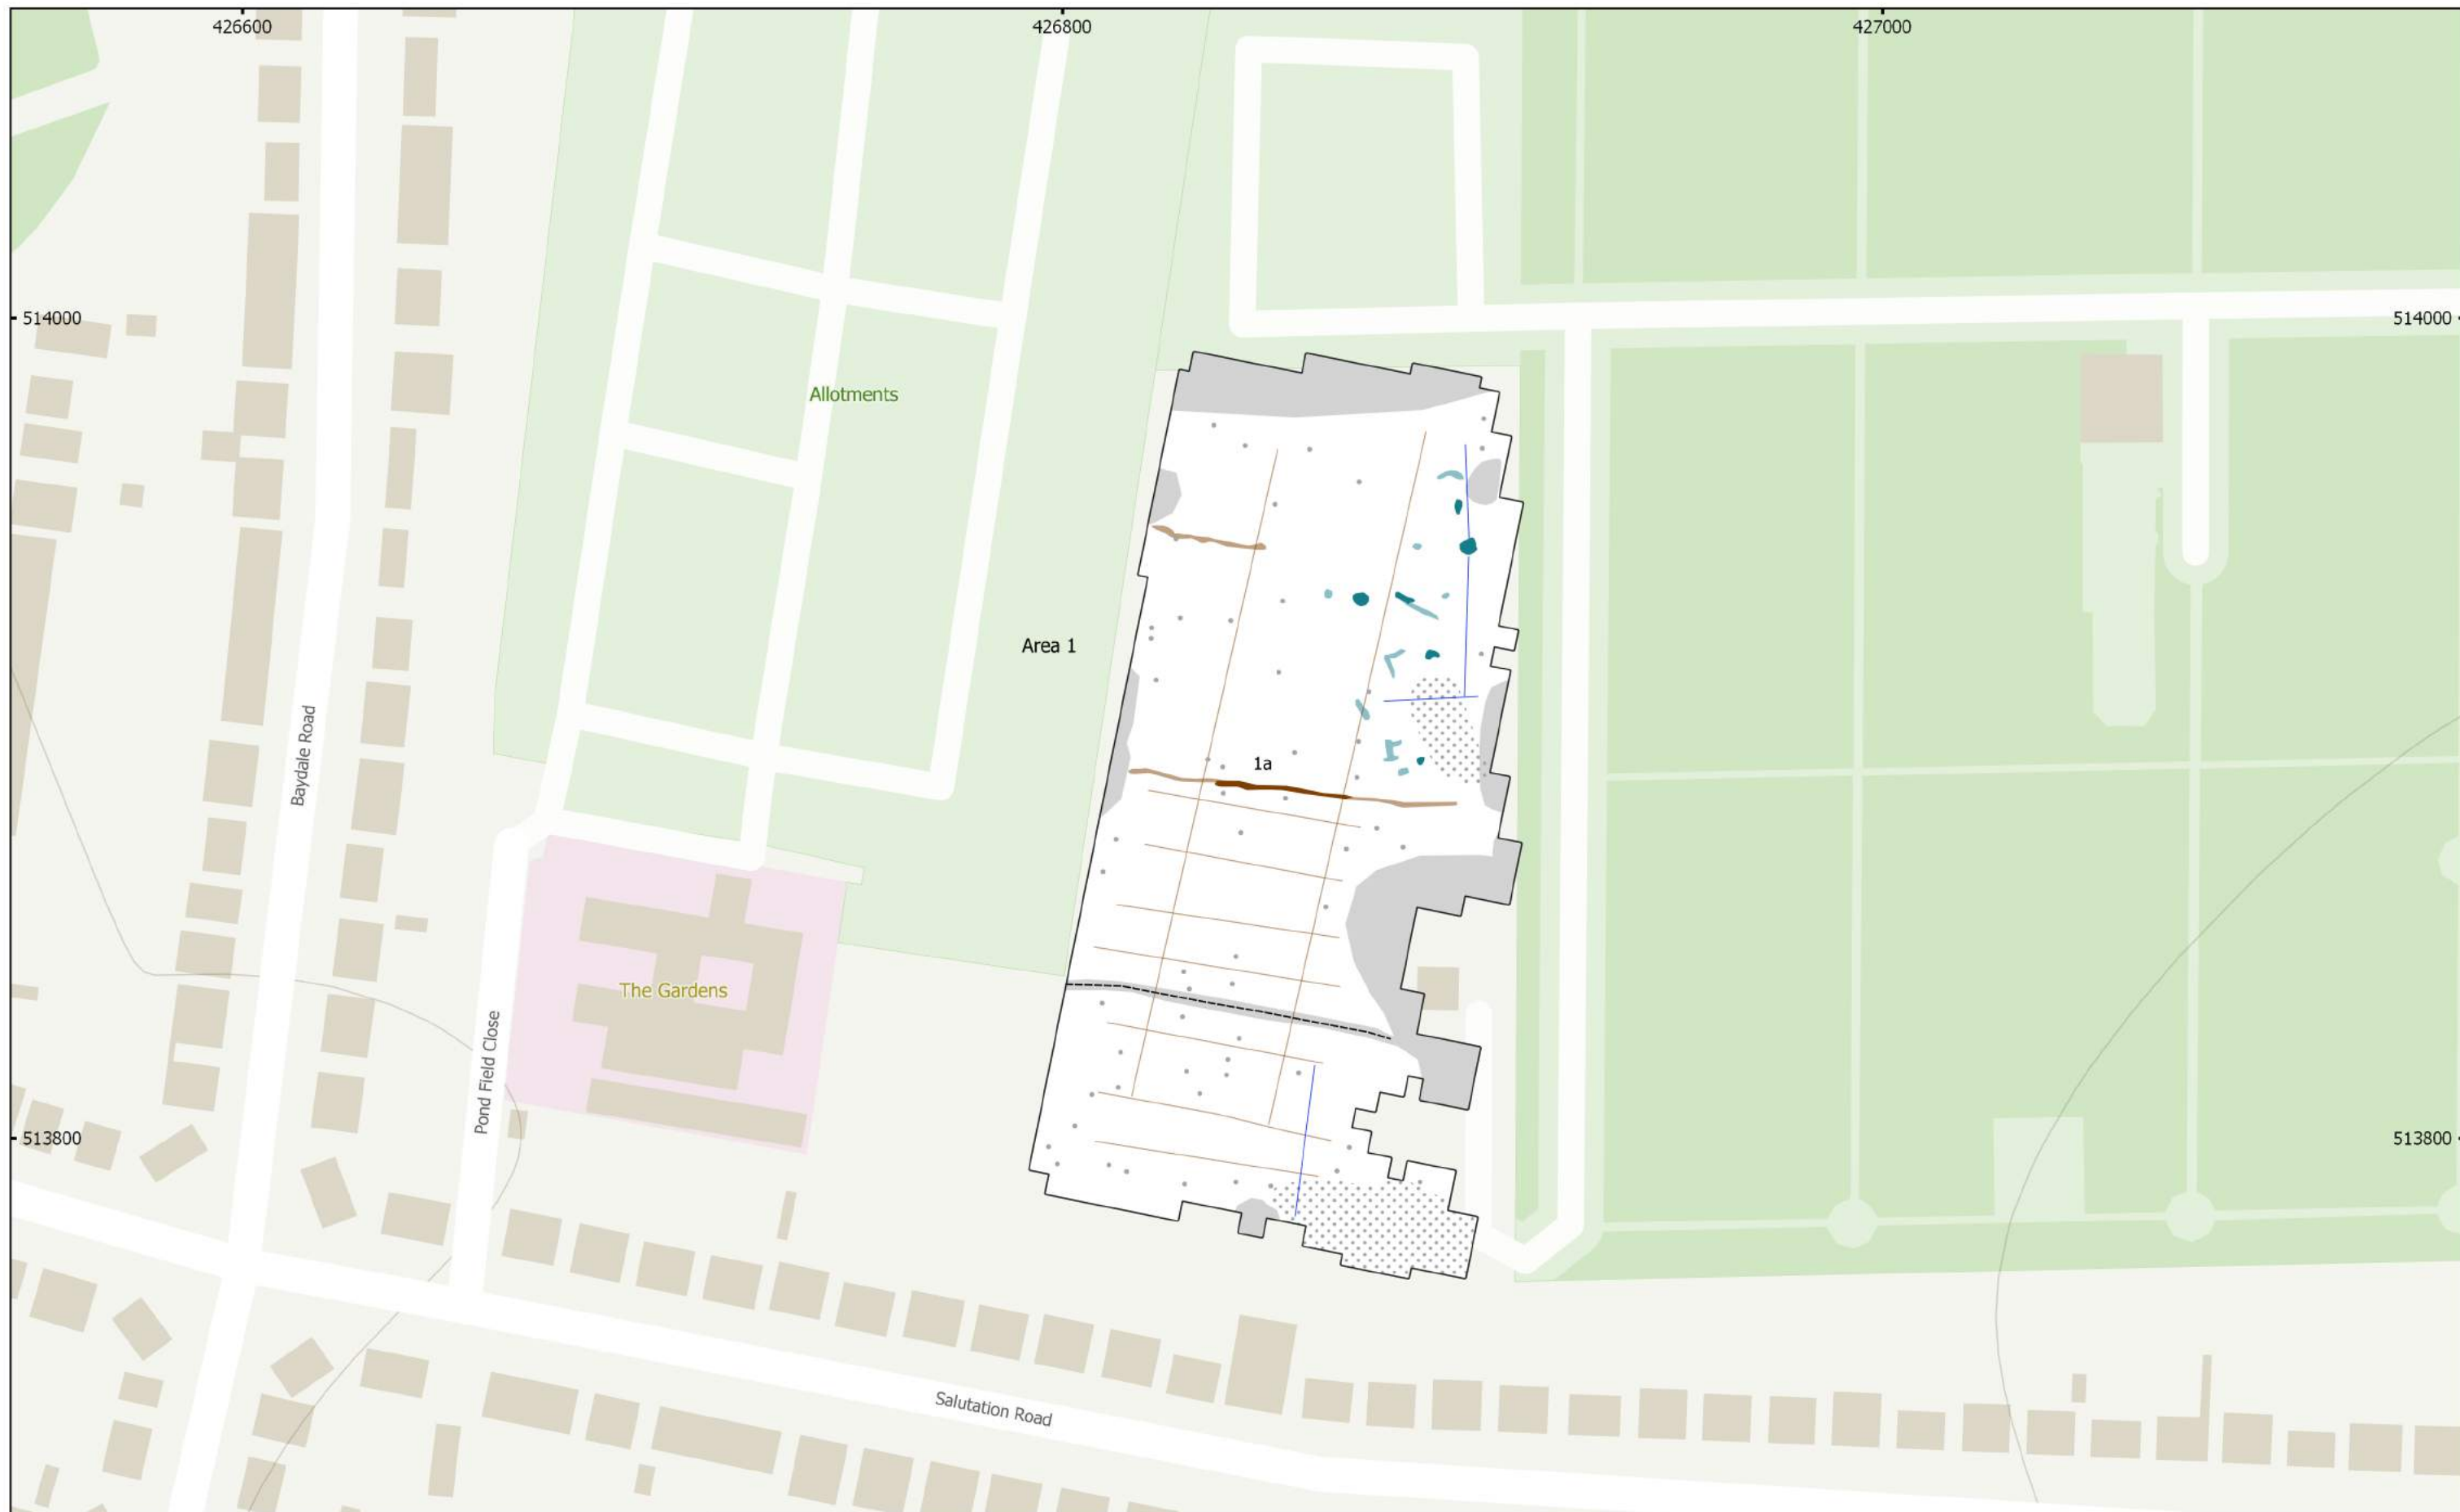 426600
426800
427000
514000
514000
Allotments
Area 1
Baydale Road
1a
The Gardens
Pond Field Close
513800
513800
Salutation Road